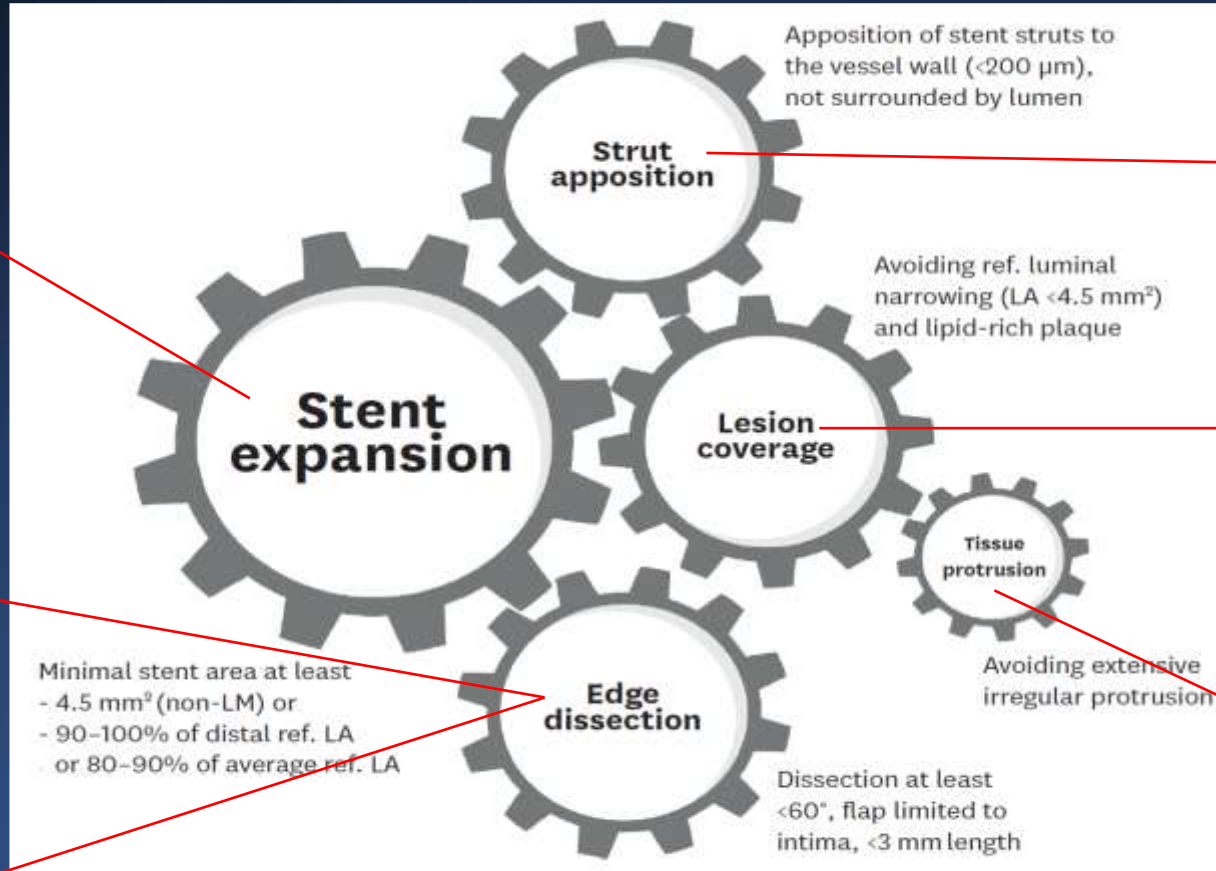 Apposition of stent struts to
the vessel wall (<200 μm),
not surrounded by lumen
Strut
apposition
Avoiding ref. luminal
narrowing (LA <4.5 mm²)
and lipid-rich plaque
Stent
expansion
Lesion
coverage
Tissue
protrusion
Avoiding extensive
irregular protrusion
Minimal stent area at least
- 4.5 mm² (non-LM) or
- 90–100% of distal ref. LA
or 80–90% of average ref. LA
Edge
dissection
Dissection at least
<60°, flap limited to
intima, <3 mm length